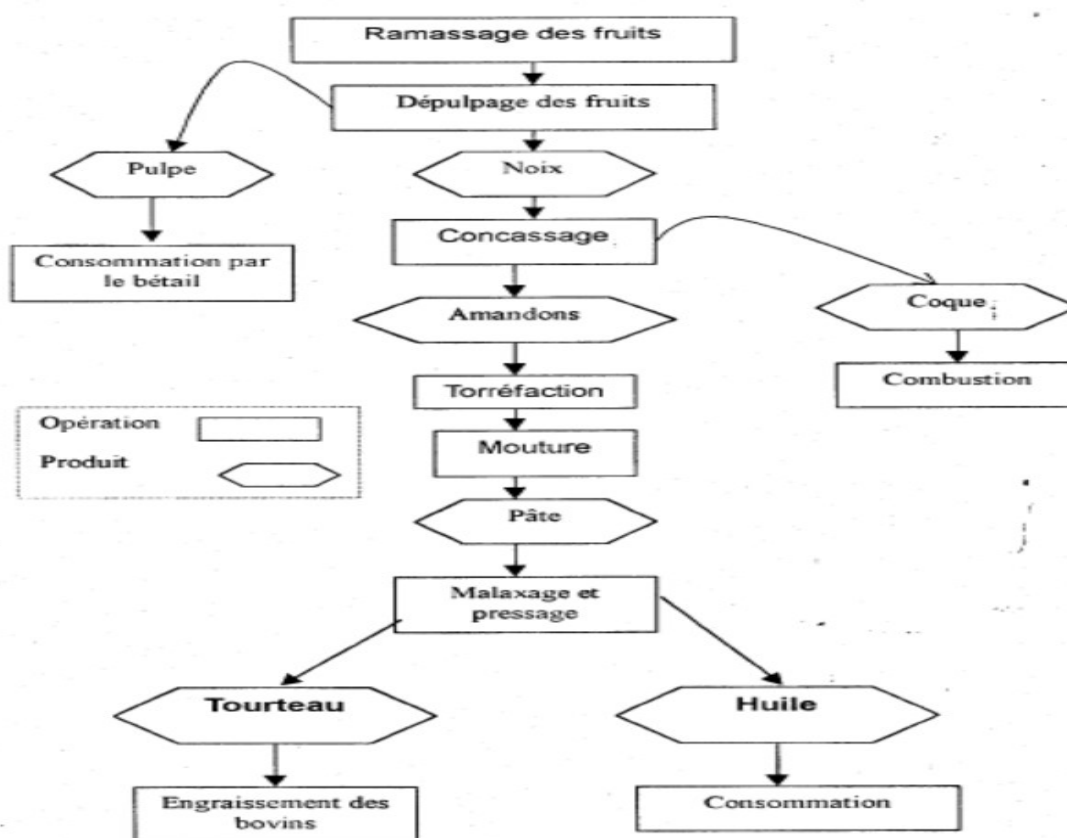 Ramassage des fruits
Dépulpage des fruits
Pulpe
Noix
Concassage
Consommation par
le bétail
Coque
Amandons
Combustion
Torréfaction
Opération
Mouture
Produit
Pâte
Malaxage et
pressage
Tourteau
Huile
Engraissement des
bovins
Consommation